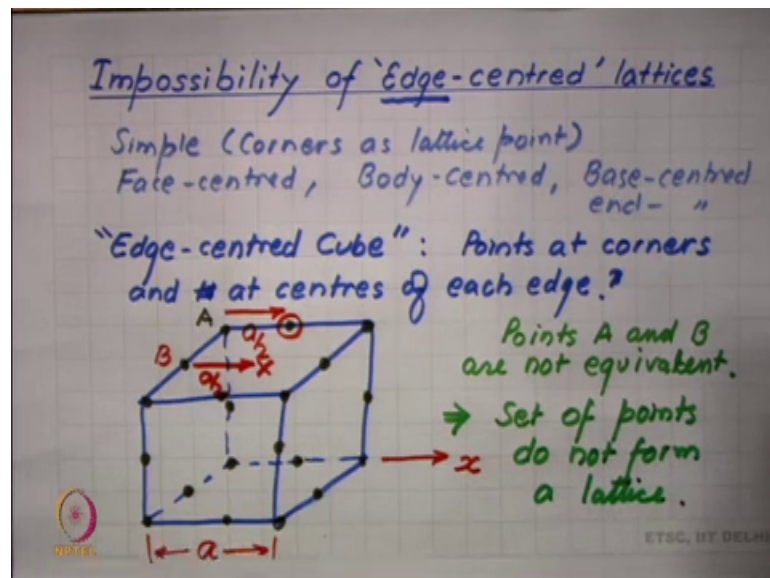 Impossibility of 'Edge-centred' lattices
Simple (Corners as lattice point)
Face-centred, Body-centred, Base-centred
end- "
"Edge-centred Cube": Points at corners
and at centres of each edge."
A
a/2
B
a/2
x
Points A and B
are not equivalent.
⇒ Set of points
do not form
a lattice.
x
a
NPTEL
ETSC, IIT DELHI